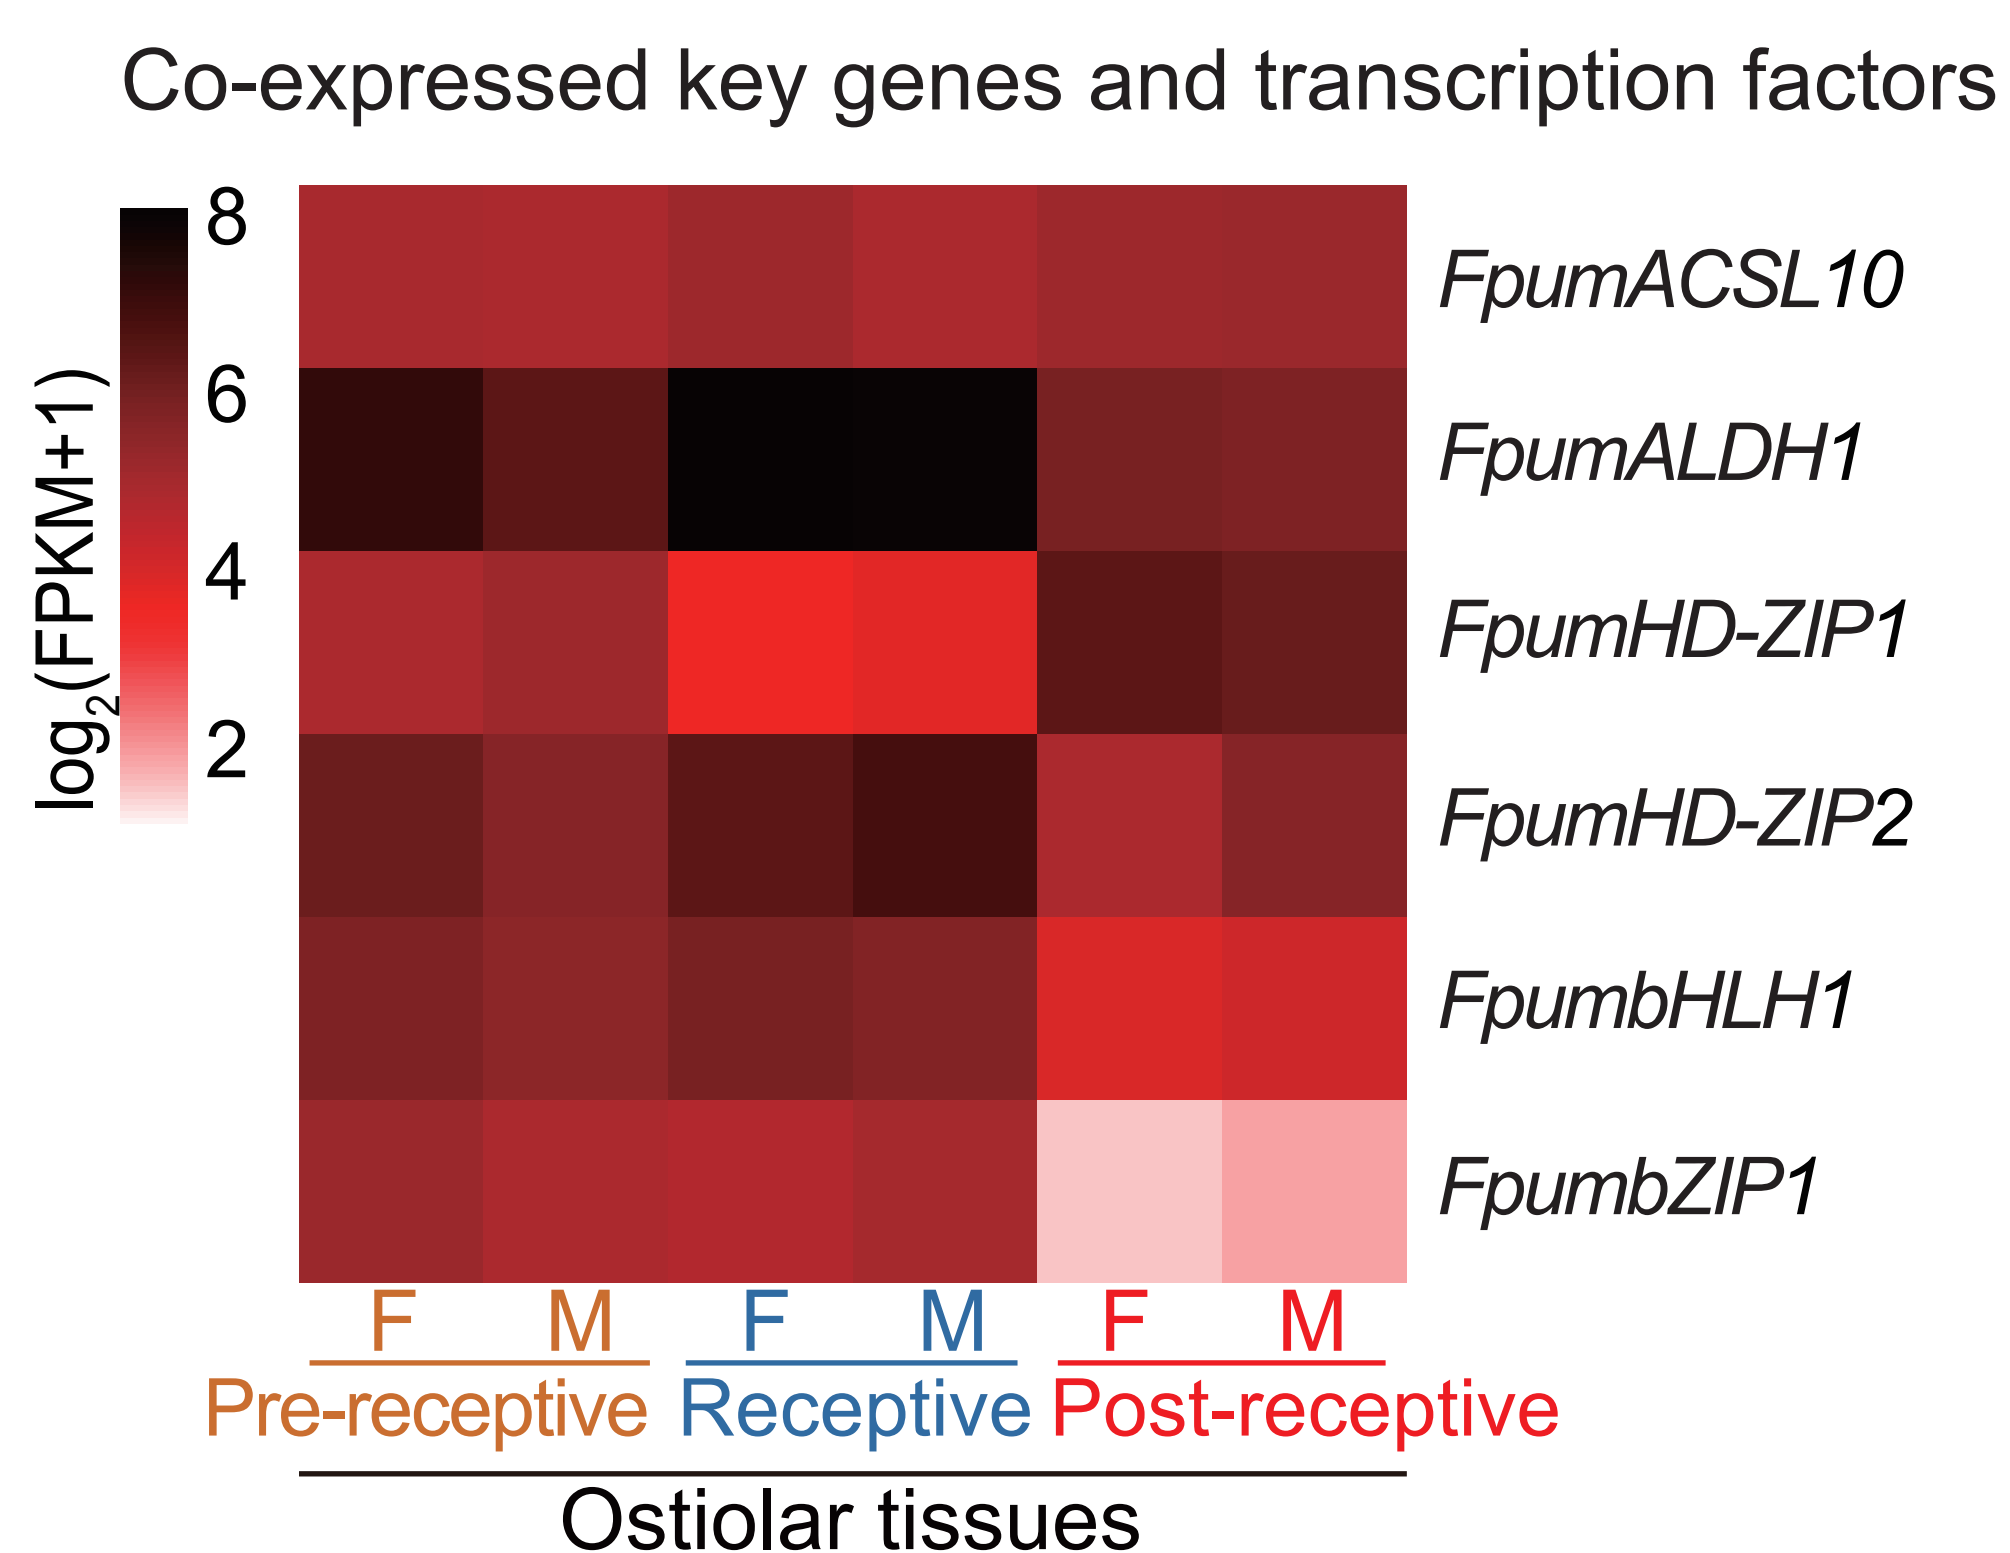 Co-expressed key genes and transcription factors
log2(FPKM+1)
8
6
4
2
FpumACSL10
FpumALDH1
FpumHD-ZIP1
FpumHD-ZIP2
FpumbHLH1
FpumbZIP1
F M F M F M
Pre-receptive Receptive Post-receptive
Ostiolar tissues